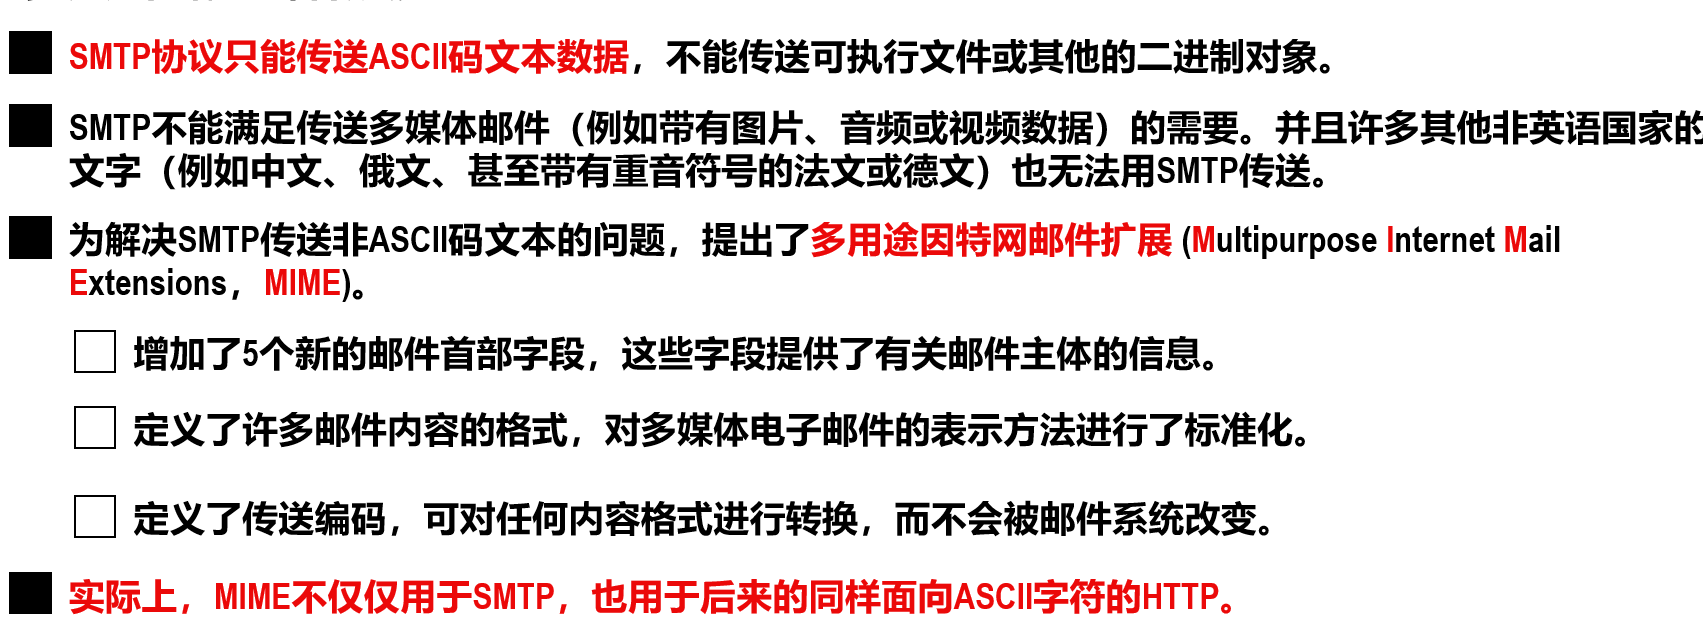 SMTP协议只能传送ASCII码文本数据，不能传送可执行文件或其他的二进制对象。
SMTP不能满足传送多媒体邮件（例如带有图片、音频或视频数据）的需要。并且许多其他非英语国家的
文字（例如中文、俄文、甚至带有重音符号的法文或德文）也无法用SMTP传送。
为解决SMTP传送非ASCII码文本的问题，提出了多用途因特网邮件扩展 (Multipurpose Internet Mail
Extensions， MIME)。
增加了5个新的邮件首部字段，这些字段提供了有关邮件主体的信息。
定义了许多邮件内容的格式，对多媒体电子邮件的表示方法进行了标准化。
定义了传送编码，可对任何内容格式进行转换，而不会被邮件系统改变。
实际上，MIME不仅仅用于SMTP，也用于后来的同样面向ASCII字符的HTTP。